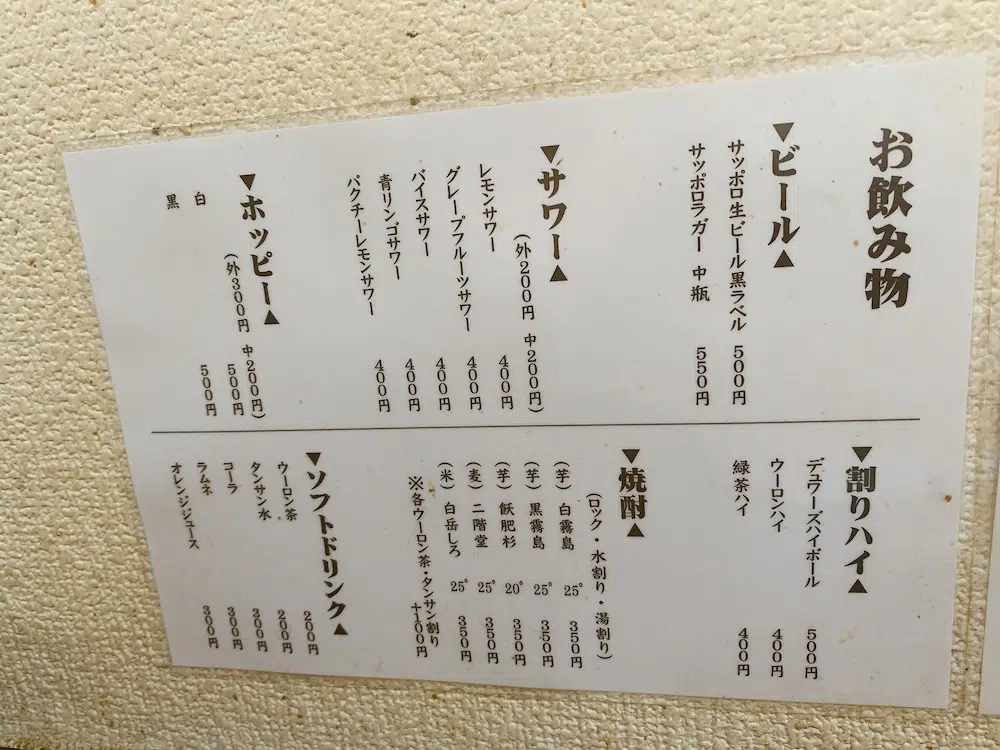 お飲み物
▼ビール▲
サッポロ生ビール黒ラベル 500円
サッポロラガー 中瓶 550円
▼サワー▲
(外200円 中200円)
レモンサワー 400円
グレープフルーツサワー 400円
バイスサワー 400円
青リンゴサワー 400円
パクチーレモンサワー 400円
▼ホッピー▲
(外300円 中200円)
白 500円
黒 500円
▼割りハイ▲
デュワーズハイボール 500円
ウーロンハイ 400円
緑茶ハイ 400円
▼焼酎▲
(ロック・水割り・湯割り)
(芋) 白霧島 25° 350円
(芋) 黒霧島 25° 350円
(芋) 飫肥杉 20° 350円
(麦) 二階堂 25° 350円
(米) 白岳しろ 25° 350円
※各ウーロン茶・タンサン割り +100円
▼ソフトドリンク▲
ウーロン茶 200円
タンサン水 200円
コーラ 300円
ラムネ 300円
オレンジジュース 300円